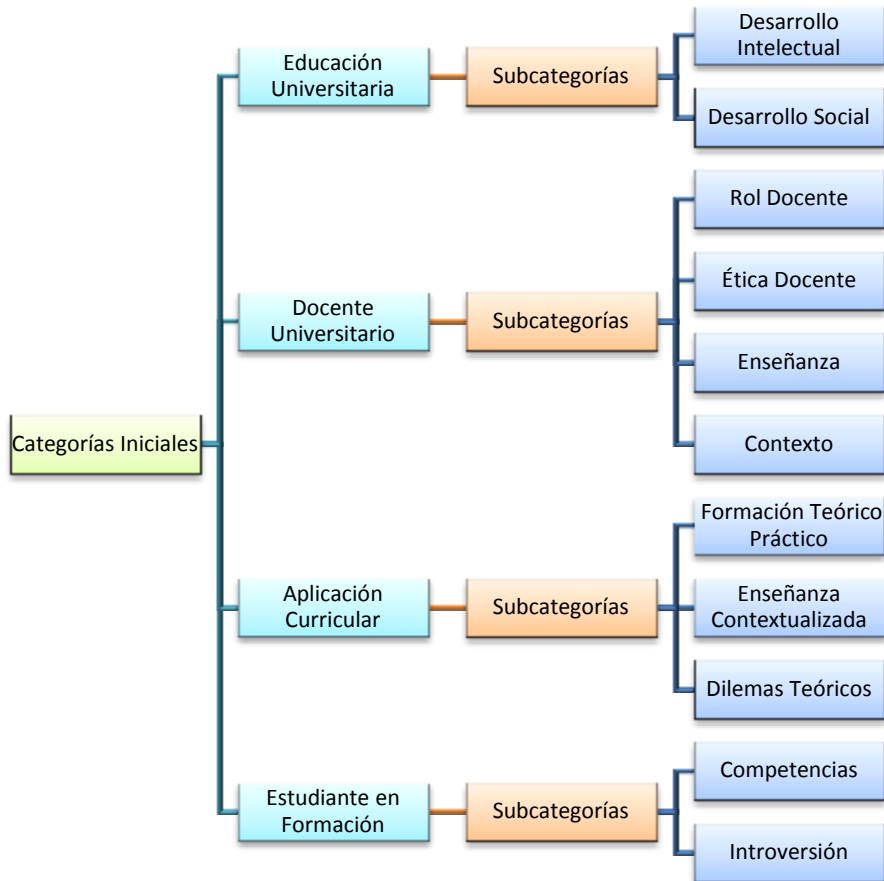 Categorías Iniciales
Educación
Universitaria
Subcategorías
Desarrollo
Intelectual
Desarrollo Social
Docente
Universitario
Subcategorías
Rol Docente
Ética Docente
Enseñanza
Contexto
Aplicación
Curricular
Subcategorías
Formación Teórico
Práctico
Enseñanza
Contextualizada
Dilemas Teóricos
Estudiante en
Formación
Subcategorías
Competencias
Introversión